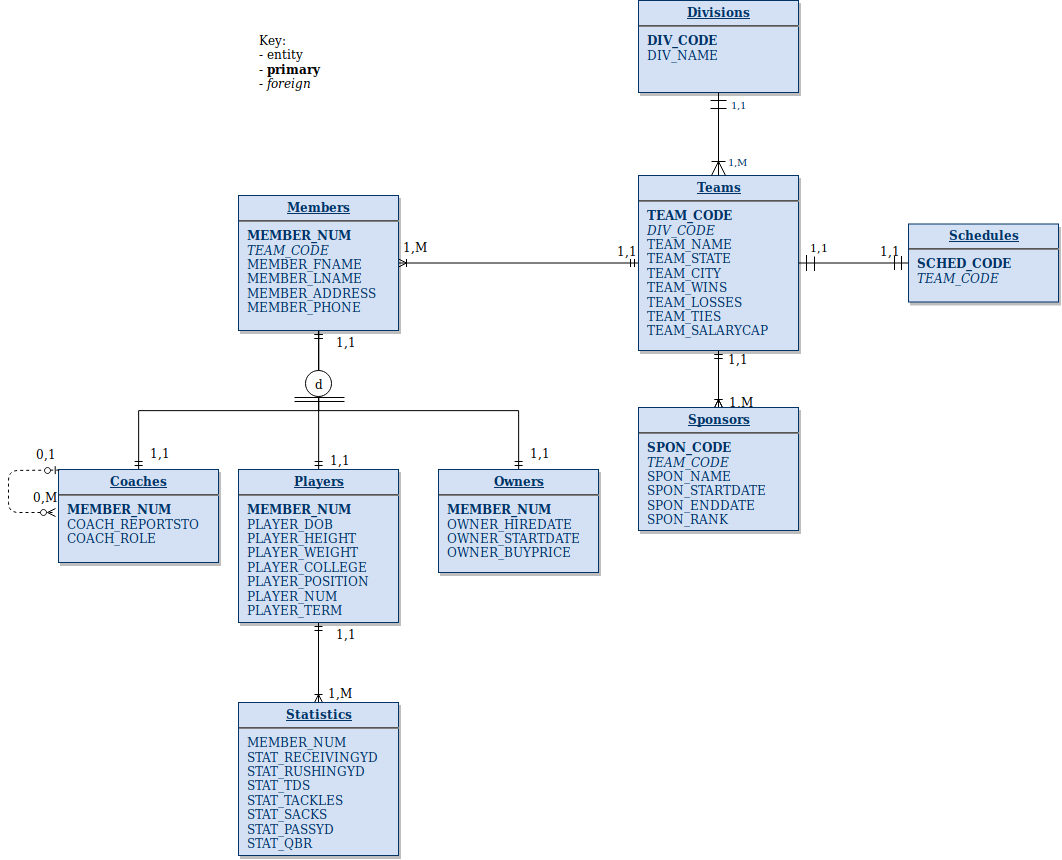 Divisions
DIV_CODE
DIV_NAME
Key:
- entity
- primary
- foreign
1,1
1,M
Teams
TEAM_CODE
DIV_CODE
TEAM_NAME
TEAM_STATE
TEAM_CITY
TEAM_WINS
TEAM_LOSSES
TEAM_TIES
TEAM_SALARYCAP
Members
MEMBER_NUM
TEAM_CODE
MEMBER_FNAME
MEMBER_LNAME
MEMBER_ADDRESS
MEMBER_PHONE
1,M
1,1
1,1
1,1
Schedules
SCHED_CODE
TEAM_CODE
1,1
d
1,1
1,M
Sponsors
SPON_CODE
TEAM_CODE
SPON_NAME
SPON_STARTDATE
SPON_ENDDATE
SPON_RANK
0,1
0,M
1,1
Coaches
MEMBER_NUM
COACH_REPORTSTO
COACH_ROLE
1,1
Players
MEMBER_NUM
PLAYER_DOB
PLAYER_HEIGHT
PLAYER_WEIGHT
PLAYER_COLLEGE
PLAYER_POSITION
PLAYER_NUM
PLAYER_TERM
1,1
Owners
MEMBER_NUM
OWNER_HIREDATE
OWNER_STARTDATE
OWNER_BUYPRICE
1,1
1,M
Statistics
MEMBER_NUM
STAT_RECEIVINGYD
STAT_RUSHINGYD
STAT_TDS
STAT_TACKLES
STAT_SACKS
STAT_PASSYD
STAT_QBR